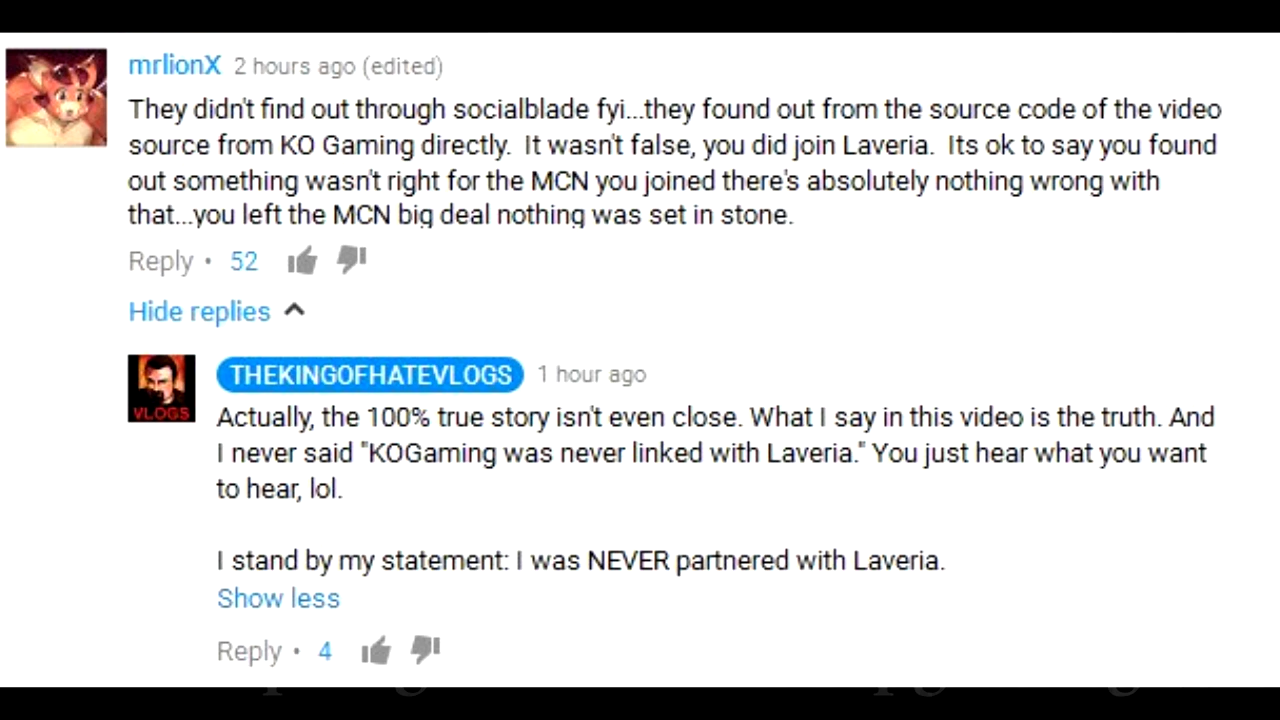 mrlionX 2 hours ago (edited)
They didn't find out through socialblade fyi...they found out from the source code of the video
source from KO Gaming directly. It wasn't false, you did join Laveria. Its ok to say you found
out something wasn't right for the MCN you joined there's absolutely nothing wrong with
that...you left the MCN big deal nothing was set in stone.
Reply • 52
Hide replies
VLOGS
THEKINGOFHATEVLOGS 1 hour ago
Actually, the 100% true story isn't even close. What I say in this video is the truth. And
I never said "KOGaming was never linked with Laveria." You just hear what you want
to hear, lol.
I stand by my statement: I was NEVER partnered with Laveria.
Show less
Reply • 4